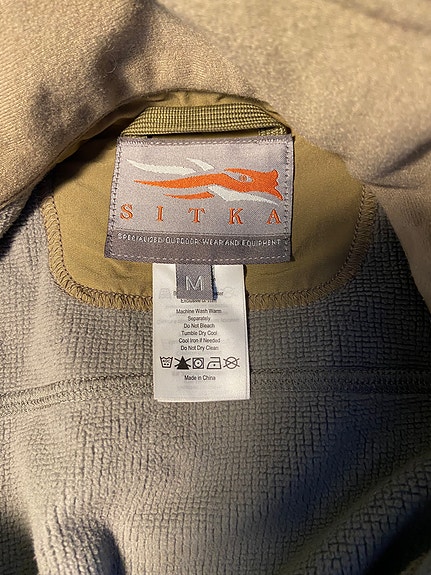 SITKA
SPECIALISED OUTDOOR WEAR AND EQUIPMENT
M
Machine Wash Warm
Separately
Do Not Bleach
Tumble Dry Cool
Cool Iron if Needed
Do Not Dry Clean
Made in China